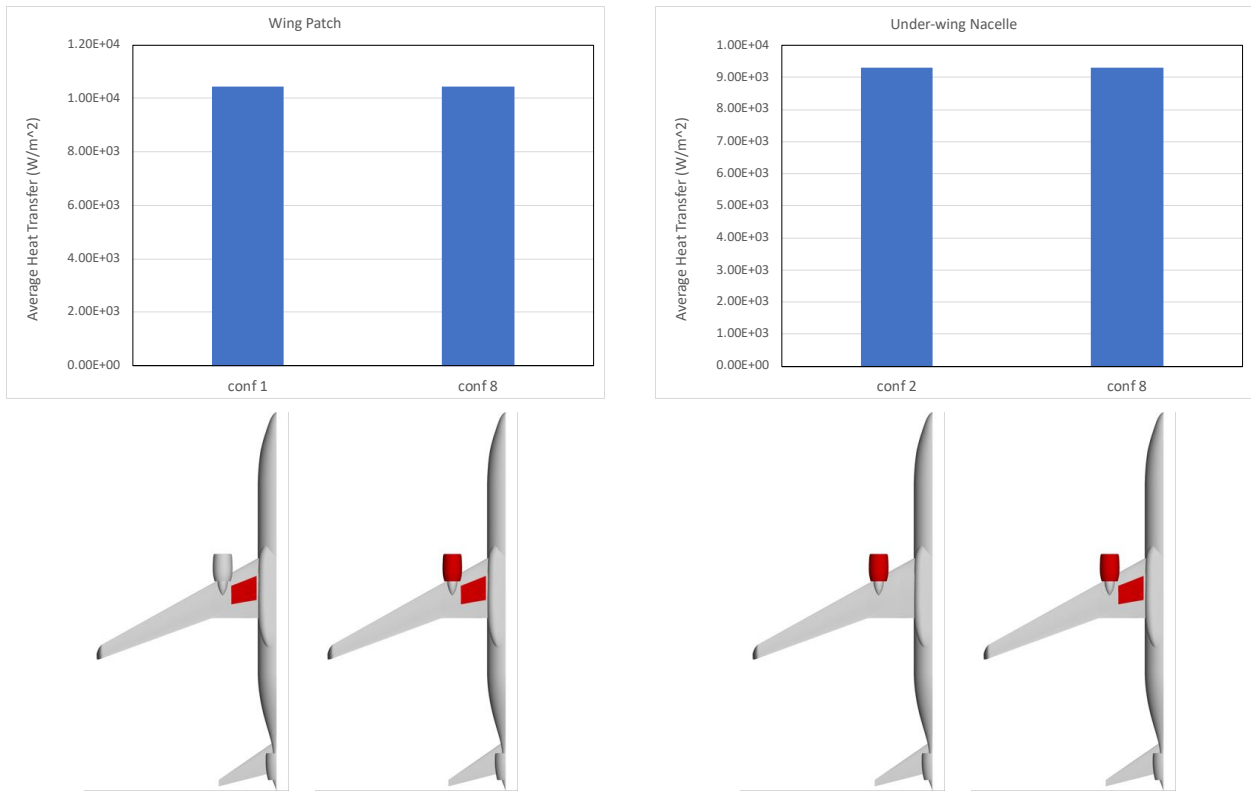 Wing Patch
Average Heat Transfer (W/m^2)
1.20E+04
1.00E+04
8.00E+03
6.00E+03
4.00E+03
2.00E+03
0.00E+00
conf 1
conf 8
Under-wing Nacelle
Average Heat Transfer (W/m^2)
1.00E+04
9.00E+03
8.00E+03
7.00E+03
6.00E+03
5.00E+03
4.00E+03
3.00E+03
2.00E+03
1.00E+03
0.00E+00
conf 2
conf 8